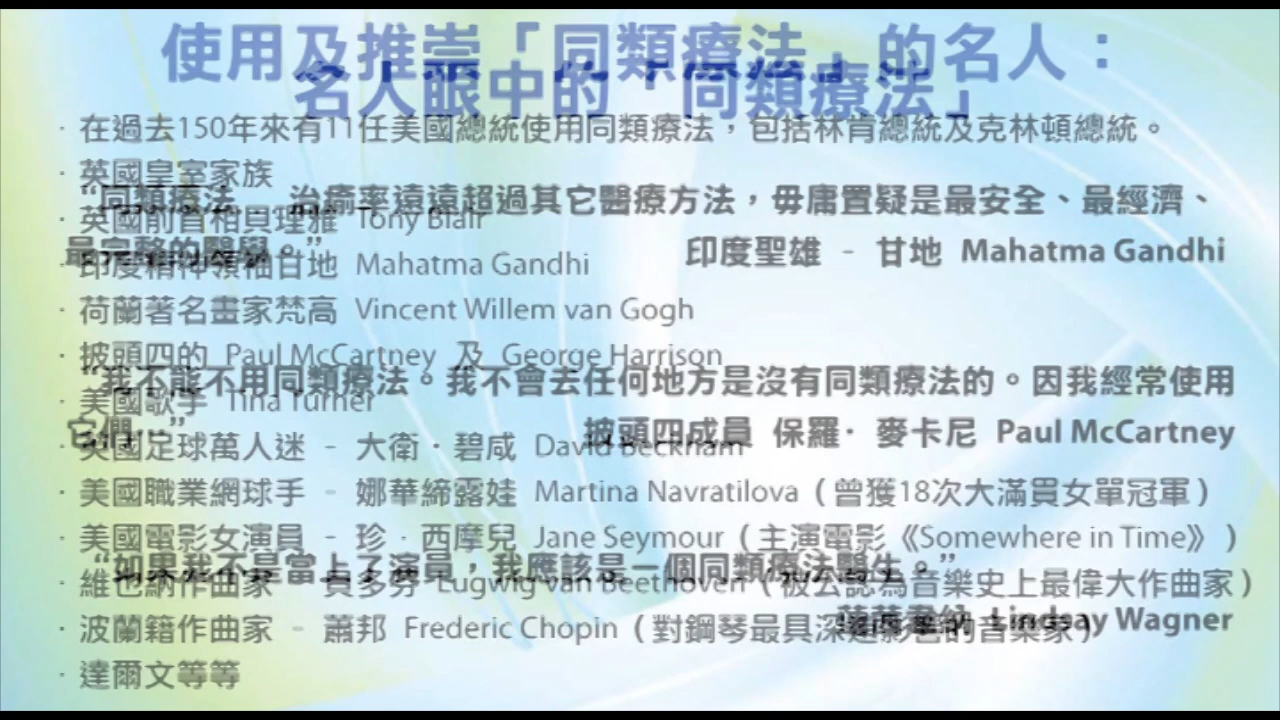 使用及推崇「同類療法」的名人：
名人眼中的「同類療法」
· 在過去150年來有11任美國總統使用同類療法，包括林肯總統及克林頓總統。
· 英國皇室家族
“同類療法 治癒率遠遠超過其它醫療方法，毋庸置疑是最安全、最經濟、
· 英國前首相貝理雅 Tony Blair
最完整的醫學。” 印度聖雄 - 甘地 Mahatma Gandhi
· 印度精神領袖甘地 Mahatma Gandhi
· 荷蘭著名畫家梵高 Vincent Willem van Gogh
· 披頭四的 Paul McCartney 及 George Harrison
“我不能不用同類療法。我不會去任何地方是沒有同類療法的。因我經常使用
· 美國歌手 Tina Turner
它們…” 披頭四成員 保羅· 麥卡尼 Paul McCartney
· 英國足球萬人迷 - 大衛·碧咸 David Beckham
· 美國職業網球手 - 娜華締露娃 Martina Navratilova（曾獲18次大滿貫女單冠軍）
· 美國電影女演員 - 珍·西摩兒 Jane Seymour（主演電影《Somewhere in Time》）
“如果我不是當上了演員，我應該是一個同類療法醫生。”
· 維也納作曲家 - 貝多芬 Lugwig van Beethoven（被公認為音樂史上最偉大作曲家）
Lindsay Wagner
· 波蘭籍作曲家 - 蕭邦 Frederic Chopin（對鋼琴最具深遠影響的音樂家）
· 達爾文等等